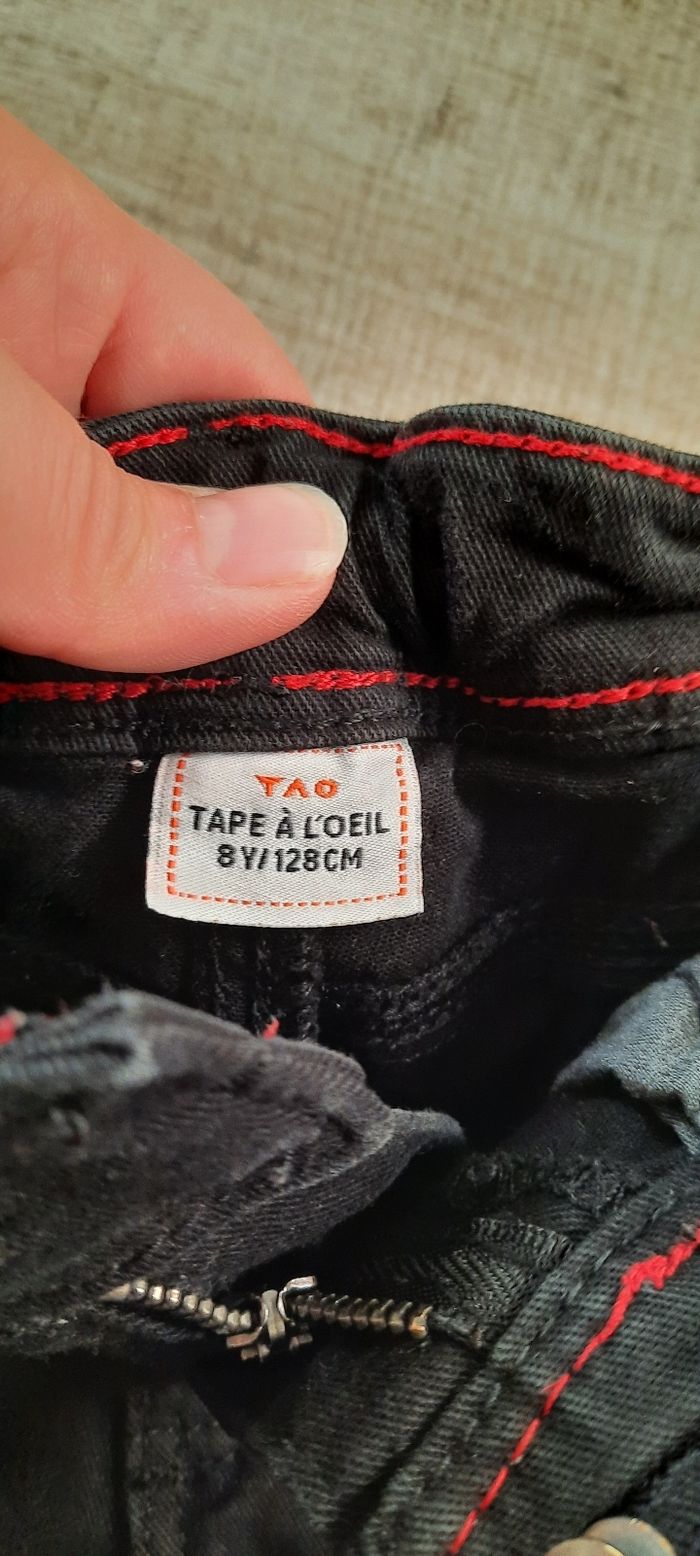 TAO
TAPE À L'OEIL
8Y/128CM